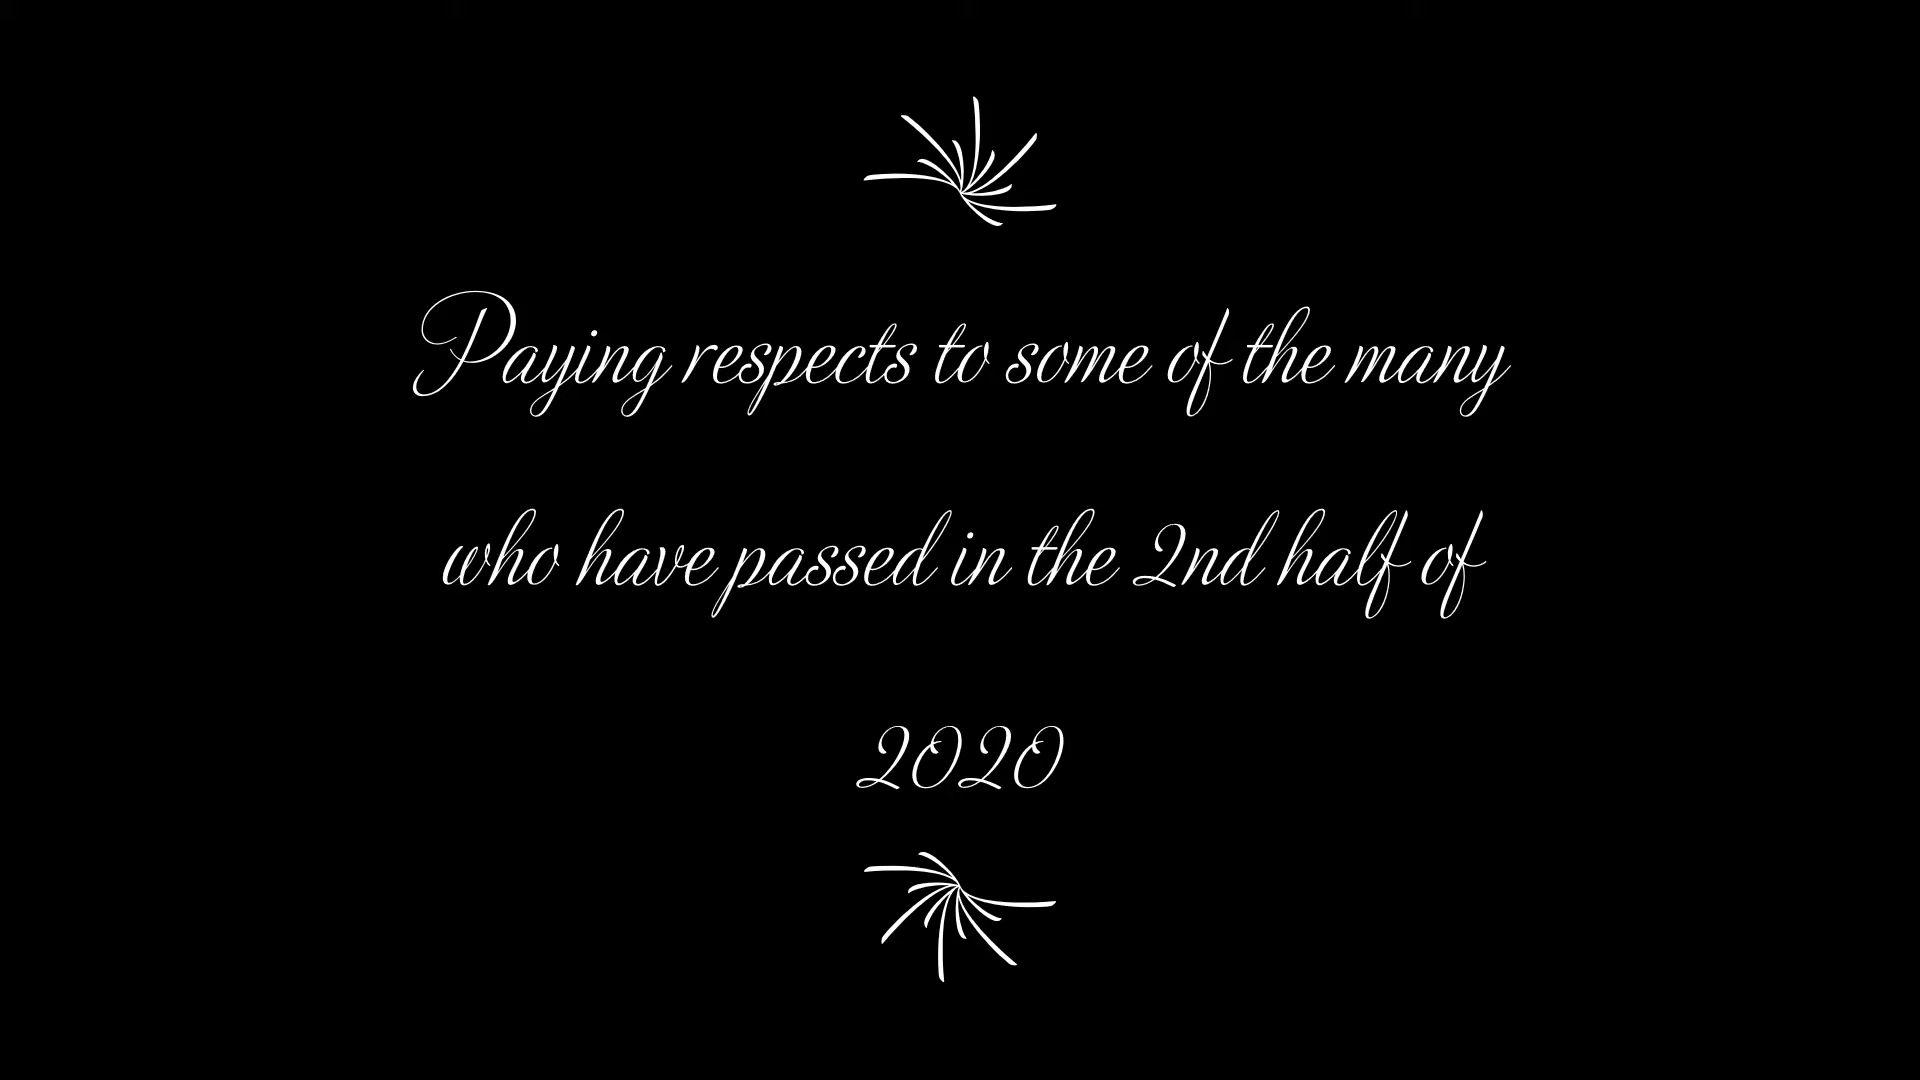 Paying respects to some of the many
who have passed in the 2nd half of
2020